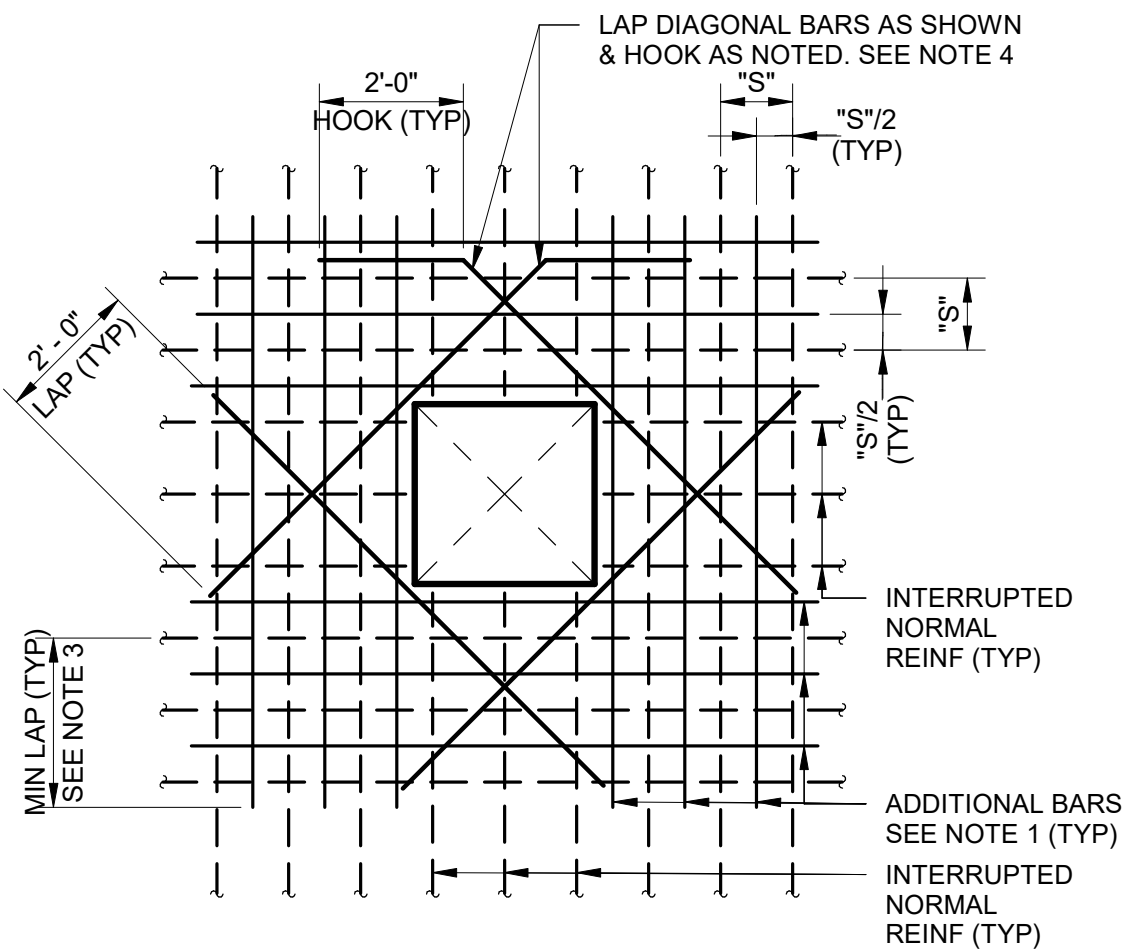 LAP DIAGONAL BARS AS SHOWN
& HOOK AS NOTED. SEE NOTE 4
2'-0"
HOOK (TYP)
"S"
"S"/2
(TYP)
2' - 0"
LAP (TYP)
"S"
"S"/2
(TYP)
INTERRUPTED
NORMAL
REINF (TYP)
MIN LAP (TYP)
SEE NOTE 3
ADDITIONAL BARS
SEE NOTE 1 (TYP)
INTERRUPTED
NORMAL
REINF (TYP)